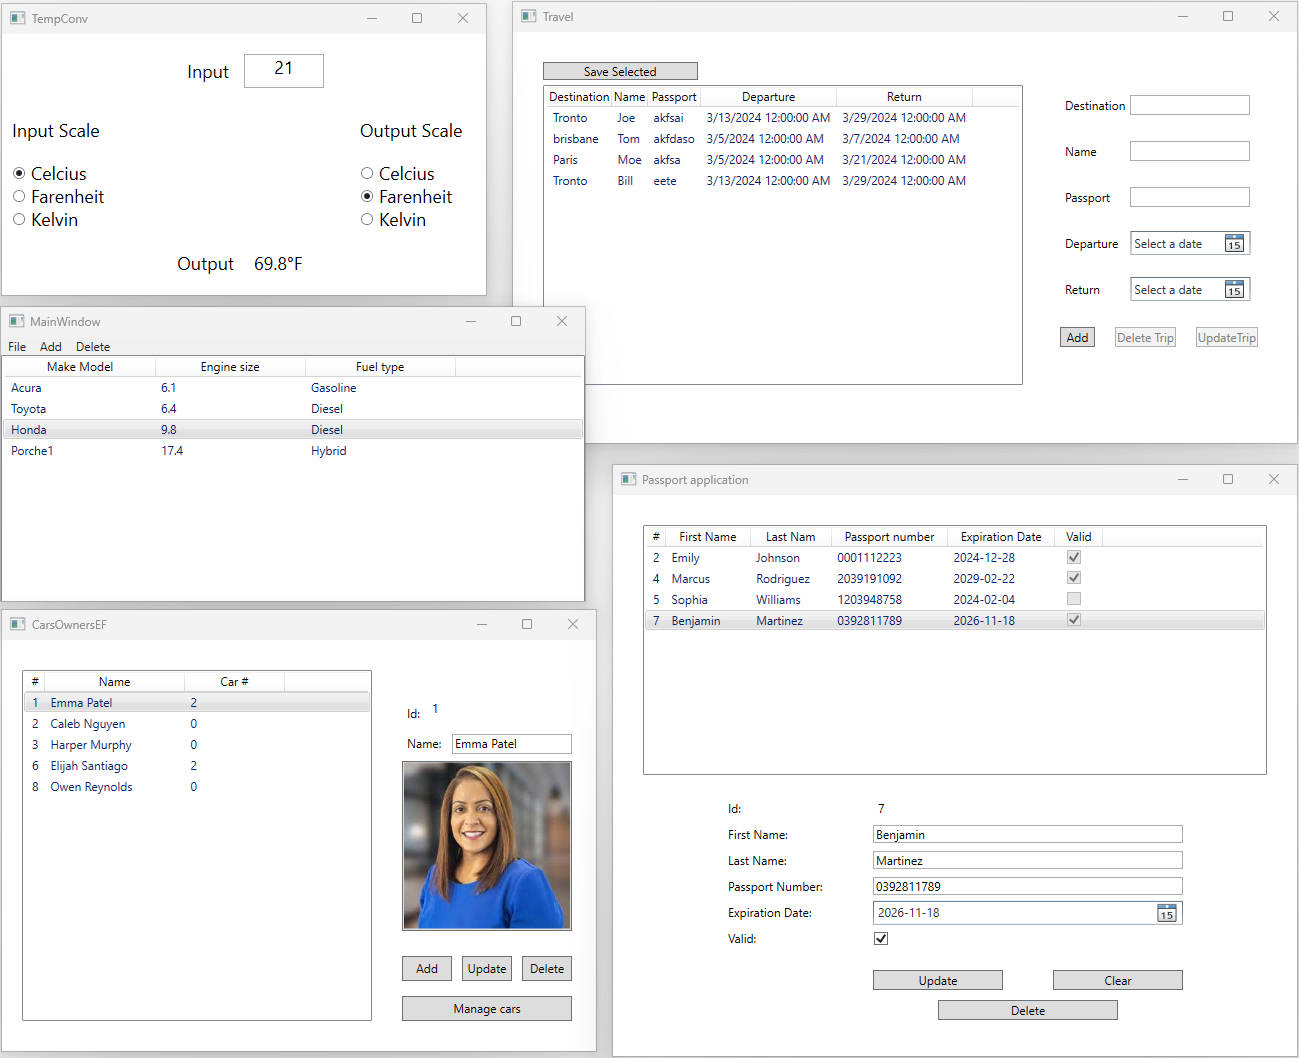 TempConv
Input 21
Input Scale Output Scale
Celcius Celcius
Farenheit Farenheit
Kelvin Kelvin
Output 69.8°F
Travel
Save Selected
Destination Name Passport Departure Return
Tronto Joe akfsai 3/13/2024 12:00:00 AM 3/29/2024 12:00:00 AM
brisbane Tom akfdaso 3/5/2024 12:00:00 AM 3/7/2024 12:00:00 AM
Paris Moe akfsa 3/5/2024 12:00:00 AM 3/21/2024 12:00:00 AM
Tronto Bill eete 3/13/2024 12:00:00 AM 3/29/2024 12:00:00 AM
Destination
Name
Passport
Departure Select a date 15
Return Select a date 15
Add Delete Trip UpdateTrip
MainWindow
File Add Delete
Make Model Engine size Fuel type
Acura 6.1 Gasoline
Toyota 6.4 Diesel
Honda 9.8 Diesel
Porche1 17.4 Hybrid
CarsOwnersEF
# Name Car #
1 Emma Patel 2
2 Caleb Nguyen 0
3 Harper Murphy 0
6 Elijah Santiago 2
8 Owen Reynolds 0
Id: 1
Name: Emma Patel
Add Update Delete
Manage cars
Passport application
# First Name Last Nam Passport number Expiration Date Valid
2 Emily Johnson 0001112223 2024-12-28
4 Marcus Rodriguez 2039191092 2029-02-22
5 Sophia Williams 1203948758 2024-02-04
7 Benjamin Martinez 0392811789 2026-11-18
Id: 7
First Name: Benjamin
Last Name: Martinez
Passport Number: 0392811789
Expiration Date: 2026-11-18 15
Valid:
Update Clear
Delete